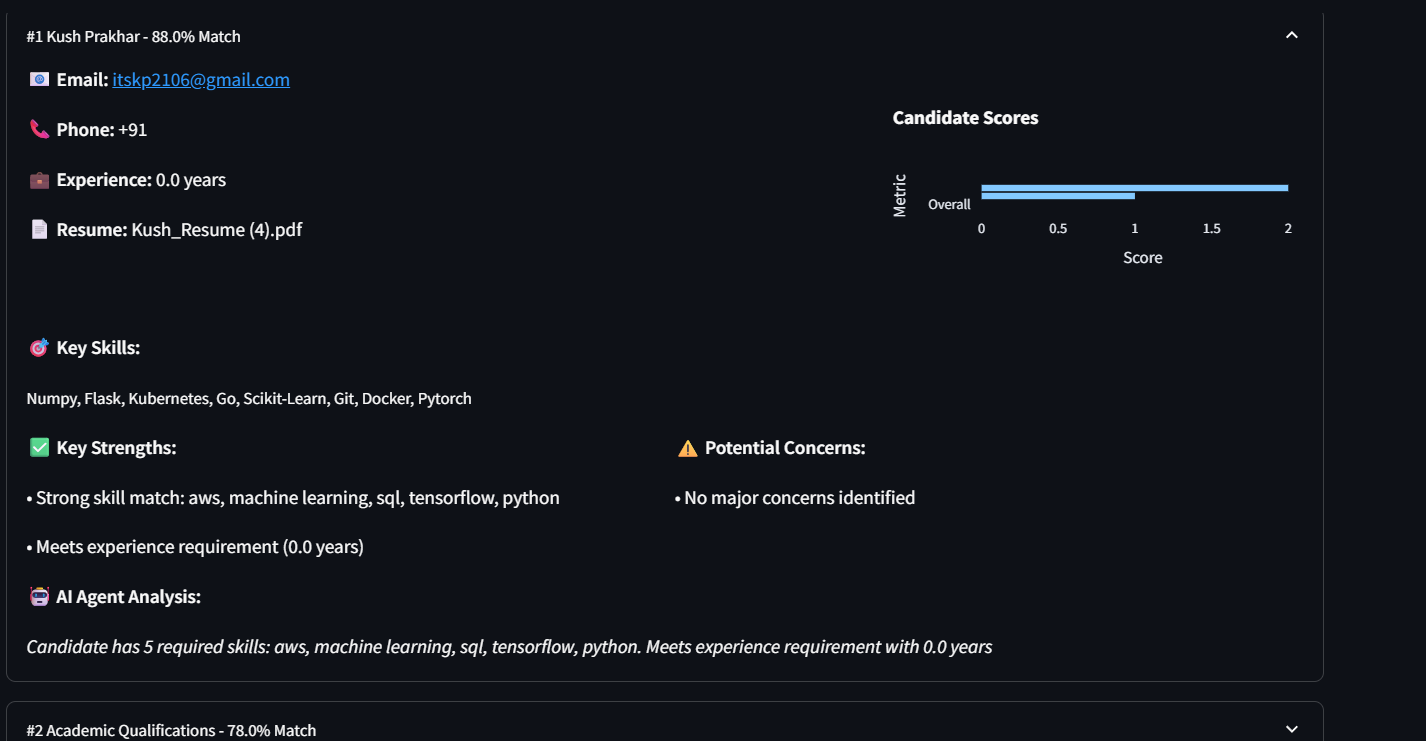 #1 Kush Prakhar - 88.0% Match
Email: itskp2106@gmail.com
Phone: +91
Experience: 0.0 years
Resume: Kush_Resume (4).pdf
Candidate Scores
Metric
Overall
0 0.5 1 1.5 2
Score
Key Skills:
Numpy, Flask, Kubernetes, Go, Scikit-Learn, Git, Docker, Pytorch
Key Strengths:
• Strong skill match: aws, machine learning, sql, tensorflow, python
• Meets experience requirement (0.0 years)
Potential Concerns:
• No major concerns identified
AI Agent Analysis:
Candidate has 5 required skills: aws, machine learning, sql, tensorflow, python. Meets experience requirement with 0.0 years
#2 Academic Qualifications - 78.0% Match